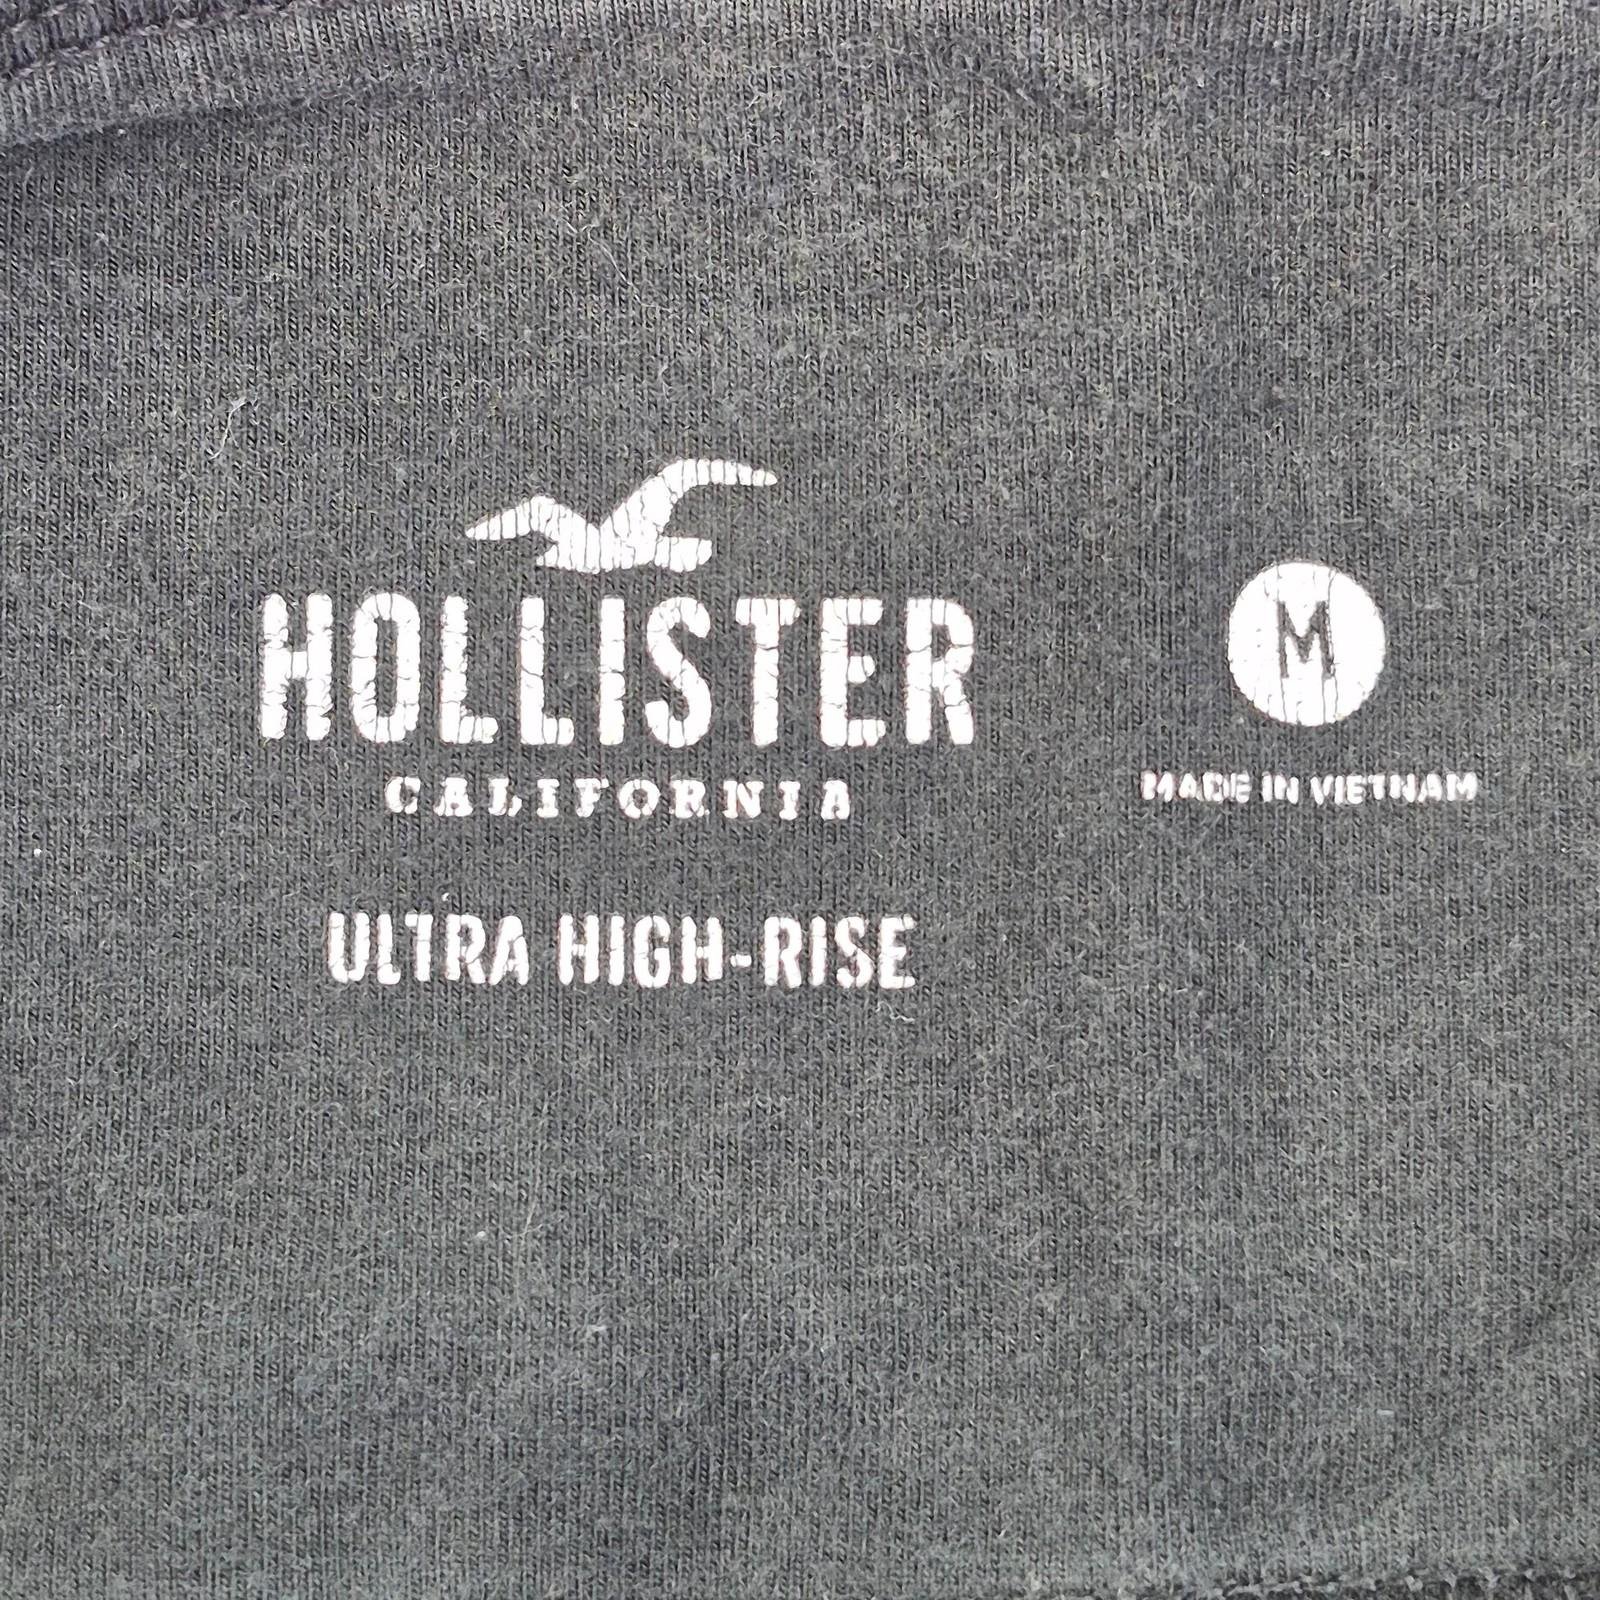 HOLLISTER
CALIFORNIA
ULTRA HIGH-RISE
M
MADE IN VIETNAM